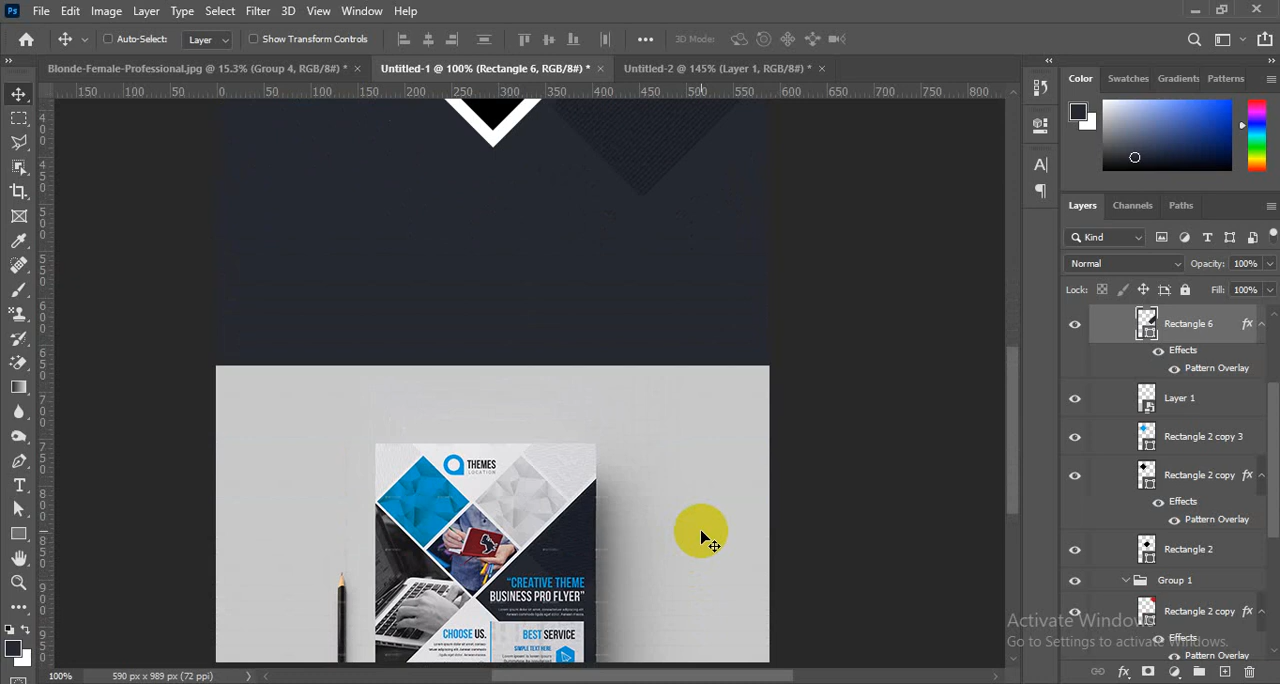 Ps File Edit Image Layer Type Select Filter 3D View Window Help
Auto-Select: Layer Show Transform Controls ••• 3D Mode:
Blonde-Female-Professional.jpg @ 15.3% (Group 4, RGB/8#) * × Untitled-1 @ 100% (Rectangle 6, RGB/8#) * × Untitled-2 @ 145% (Layer 1, RGB/8#) * ×
150 100 50 0 50 100 150 200 250 300 350 400 450 500 550 600 650 700 750 800
Color Swatches Gradients Patterns
Layers Channels Paths
Kind
Normal Opacity: 100%
Lock: Fill: 100%
Rectangle 6 fx
Effects
Pattern Overlay
Layer 1
Rectangle 2 copy 3
Rectangle 2 copy fx
Effects
Pattern Overlay
Rectangle 2
Group 1
Rectangle 2 copy fx
Effects
Pattern Overlay
THEMES
LOCATION
"CREATIVE THEME
BUSINESS PRO FLYER"
CHOOSE US.
BEST SERVICE
SIMPLE TEXT HERE
Activate Windows
Go to Settings to activate Windows.
100% 590 px x 989 px (72 ppi)